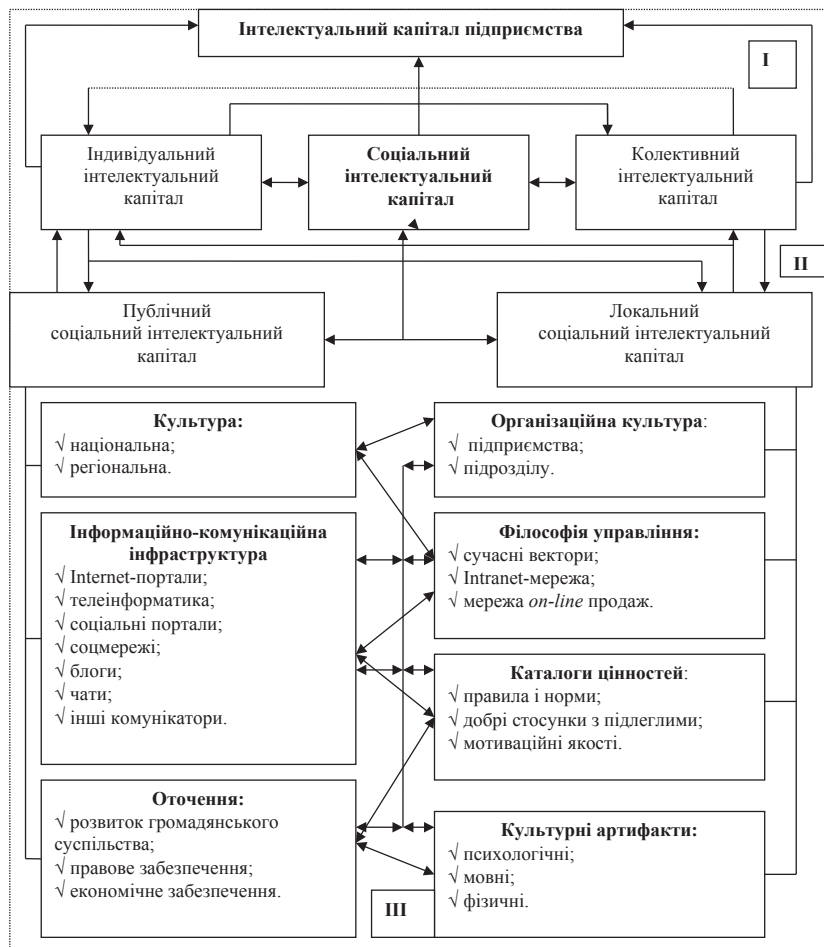 Інтелектуальний капітал підприємства
I
Індивідуальний
інтелектуальний
капітал
Соціальний
інтелектуальний
капітал
Колективний
інтелектуальний
капітал
II
Публічний
соціальний інтелектуальний
капітал
Локальний
соціальний інтелектуальний
капітал
Культура:
√ національна;
√ регіональна.
Організаційна культура:
√ підприємства;
√ підрозділу.
Інформаційно-комунікаційна
інфраструктура
√ Internet-портали;
√ телеінформатика;
√ соціальні портали;
√ соцмережі;
√ блоги;
√ чати;
√ інші комунікатори.
Філософія управління:
√ сучасні вектори;
√ Intranet-мережа;
√ мережа on-line продаж.
Каталоги цінностей:
√ правила і норми;
√ добрі стосунки з підлеглими;
√ мотиваційні якості.
Оточення:
√ розвиток громадянського
суспільства;
√ правове забезпечення;
√ економічне забезпечення.
Культурні артифакти:
√ психологічні;
√ мовні;
√ фізичні.
III